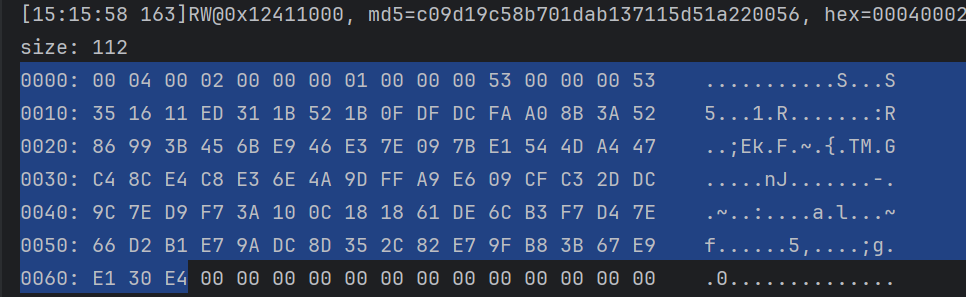 [15:15:58 163]RW@0x12411000, md5=c09d19c58b701dab137115d51a220056, hex=00040002
size: 112
0000: 00 04 00 02 00 00 00 01 00 00 00 53 00 00 00 53    ...........S...S
0010: 35 16 11 ED 31 1B 52 1B 0F DF DC FA A0 8B 3A 52    5...1.R.......:R
0020: 86 99 3B 45 6B E9 46 E3 7E 09 7B E1 54 4D A4 47    ..;Ek.F.~.{.TM.G
0030: C4 8C E4 C8 E3 6E 4A 9D FF A9 E6 09 CF C3 2D DC    .....nJ.......-.
0040: 9C 7E D9 F7 3A 10 0C 18 18 61 DE 6C B3 F7 D4 7E    .~..:....a.l...~
0050: 66 D2 B1 E7 9A DC 8D 35 2C 82 E7 9F B8 3B 67 E9    f......5,....;g.
0060: E1 30 E4 00 00 00 00 00 00 00 00 00 00 00 00 00    .0..............